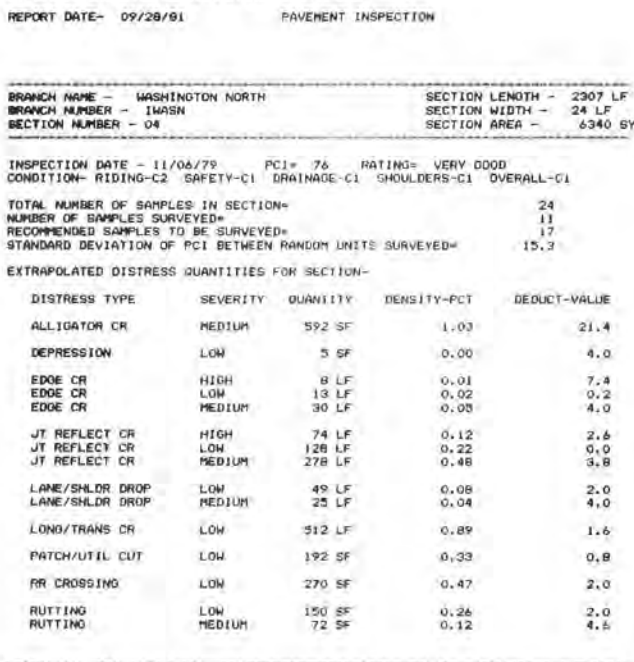 REPORT DATE- 09/28/81 PAVEMENT INSPECTION
BRANCH NAME - WASHINGTON NORTH SECTION LENGTH - 2307 LF
BRANCH NUMBER - IWASN SECTION WIDTH - 24 LF
SECTION NUMBER - 04 SECTION AREA - 6340 SY
INSPECTION DATE - 11/06/79 PCI= 76 RATING= VERY GOOD
CONDITION- RIDING-C2 SAFETY-C1 DRAINAGE-C1 SHOULDERS-C1 OVERALL-C1
TOTAL NUMBER OF SAMPLES IN SECTION= 24
NUMBER OF SAMPLES SURVEYED= 11
RECOMMENDED SAMPLES TO BE SURVEYED= 17
STANDARD DEVIATION OF PCI BETWEEN RANDOM UNITS SURVEYED= 15.3
EXTRAPOLATED DISTRESS QUANTITIES FOR SECTION-
DISTRESS TYPE SEVERITY QUANTITY DENSITY-PCT DEDUCT-VALUE
ALLIGATOR CR MEDIUM 592 SF 1.03 21.4
DEPRESSION LOW 5 SF 0.00 4.0
EDGE CR HIGH 8 LF 0.01 7.4
EDGE CR LOW 13 LF 0.02 0.2
EDGE CR MEDIUM 30 LF 0.05 4.0
JT REFLECT CR HIGH 74 LF 0.12 2.6
JT REFLECT CR LOW 128 LF 0.22 0.0
JT REFLECT CR MEDIUM 278 LF 0.48 3.8
LANE/SHLDR DROP LOW 49 LF 0.08 2.0
LANE/SHLDR DROP MEDIUM 25 LF 0.04 4.0
LONG/TRANS CR LOW 512 LF 0.89 1.6
PATCH/UTIL CUT LOW 192 SF 0.33 0.8
RR CROSSING LOW 270 SF 0.47 2.0
RUTTING LOW 150 SF 0.26 2.0
RUTTING MEDIUM 72 SF 0.12 4.6